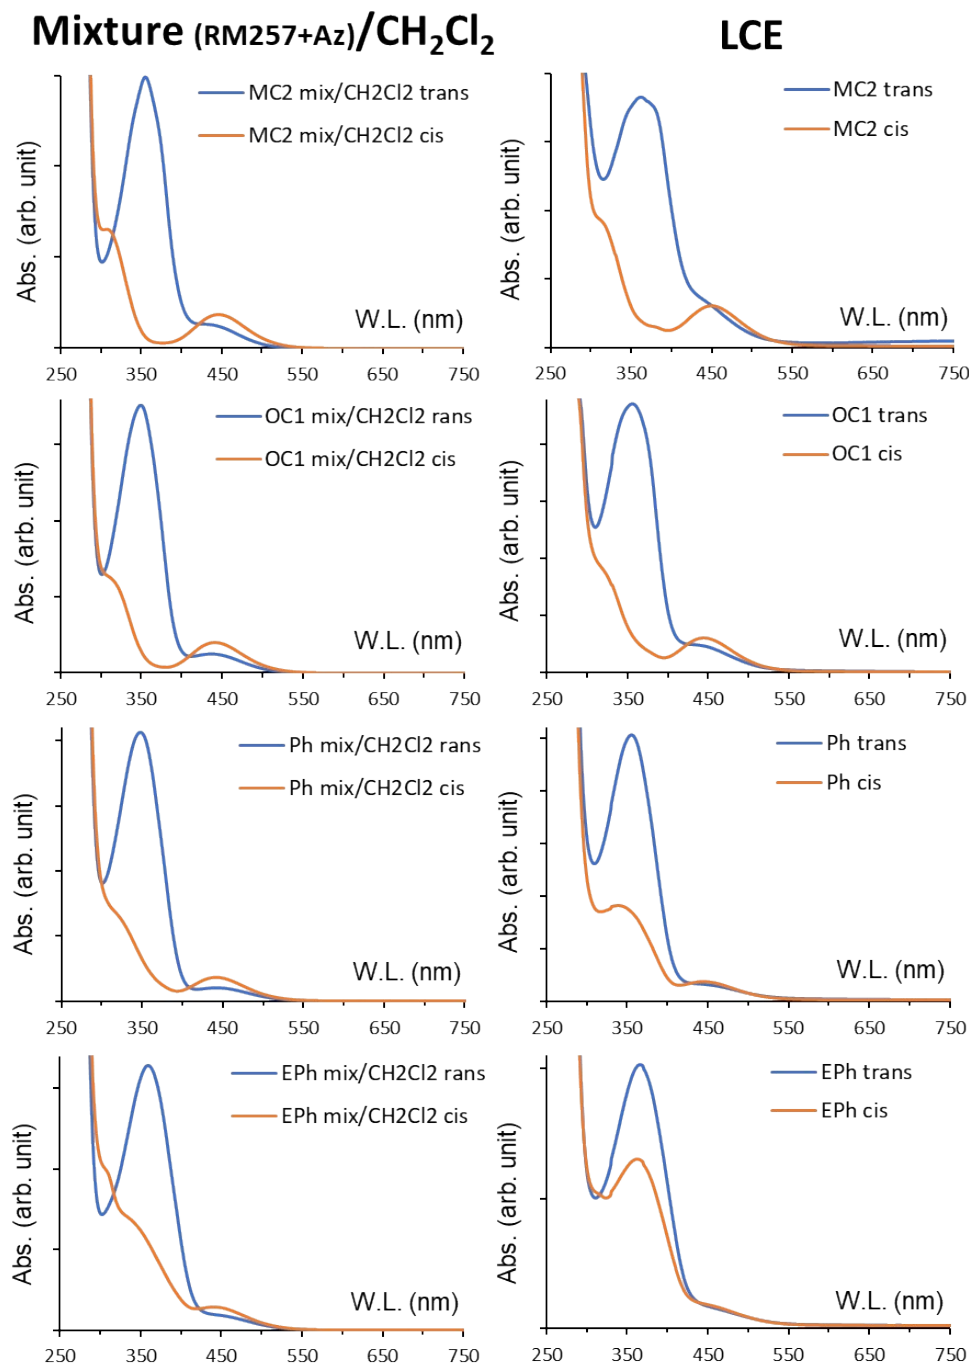 Mixture (RM257+Az)/CH2Cl2
LCE
MC2 mix/CH2Cl2 trans
MC2 mix/CH2Cl2 cis
Abs. (arb. unit)
W.L. (nm)
250 350 450 550 650 750
MC2 trans
MC2 cis
Abs. (arb. unit)
W.L. (nm)
250 350 450 550 650 750
OC1 mix/CH2Cl2 rans
OC1 mix/CH2Cl2 cis
Abs. (arb. unit)
W.L. (nm)
250 350 450 550 650 750
OC1 trans
OC1 cis
Abs. (arb. unit)
W.L. (nm)
250 350 450 550 650 750
Ph mix/CH2Cl2 rans
Ph mix/CH2Cl2 cis
Abs. (arb. unit)
W.L. (nm)
250 350 450 550 650 750
Ph trans
Ph cis
Abs. (arb. unit)
W.L. (nm)
250 350 450 550 650 750
EPh mix/CH2Cl2 rans
EPh mix/CH2Cl2 cis
Abs. (arb. unit)
W.L. (nm)
250 350 450 550 650 750
EPh trans
EPh cis
Abs. (arb. unit)
W.L. (nm)
250 350 450 550 650 750